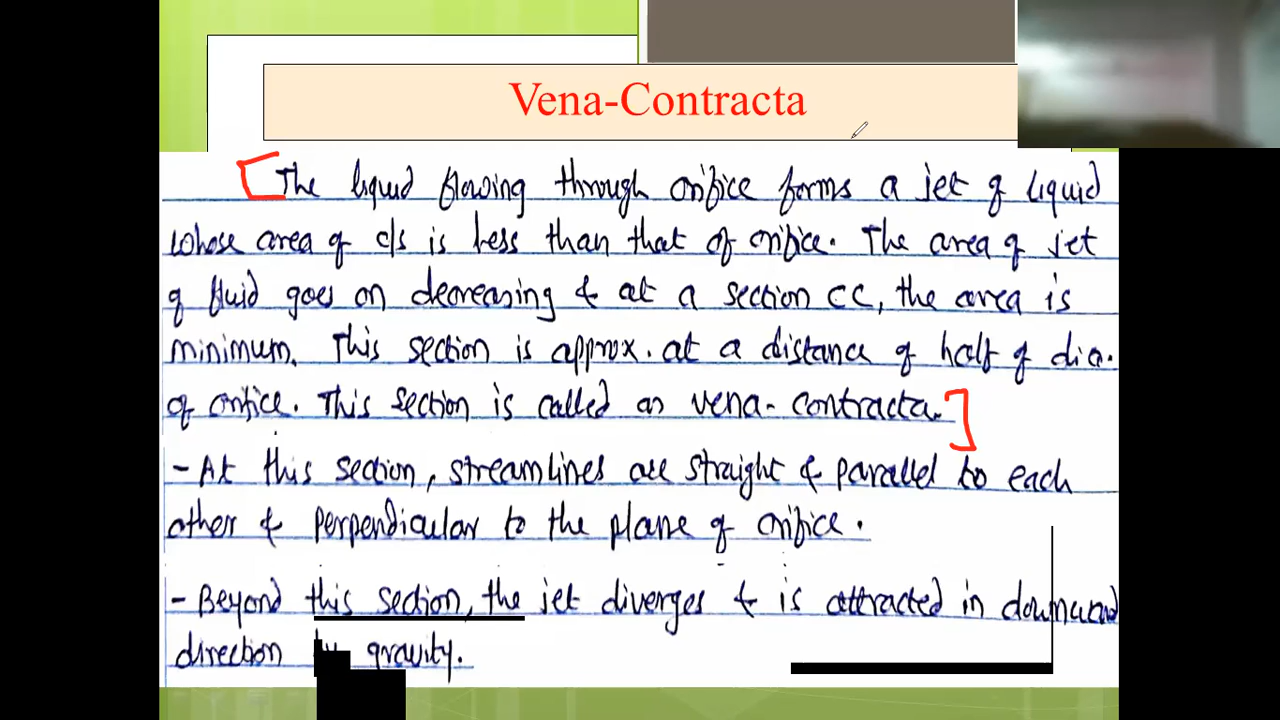 Vena-Contracta
The liquid flowing through orifice forms a jet of liquid
whose area of c/s is less than that of orifice. The area of jet
of fluid goes on decreasing & at a section CC, the area is
minimum. This section is approx. at a distance of half of dia.
of orifice. This section is called as vena-contracta.
- At this section, streamlines are straight & parallel to each
other & perpendicular to the plane of orifice.
- Beyond this section, the jet diverges & is attracted in downward
direction by gravity.